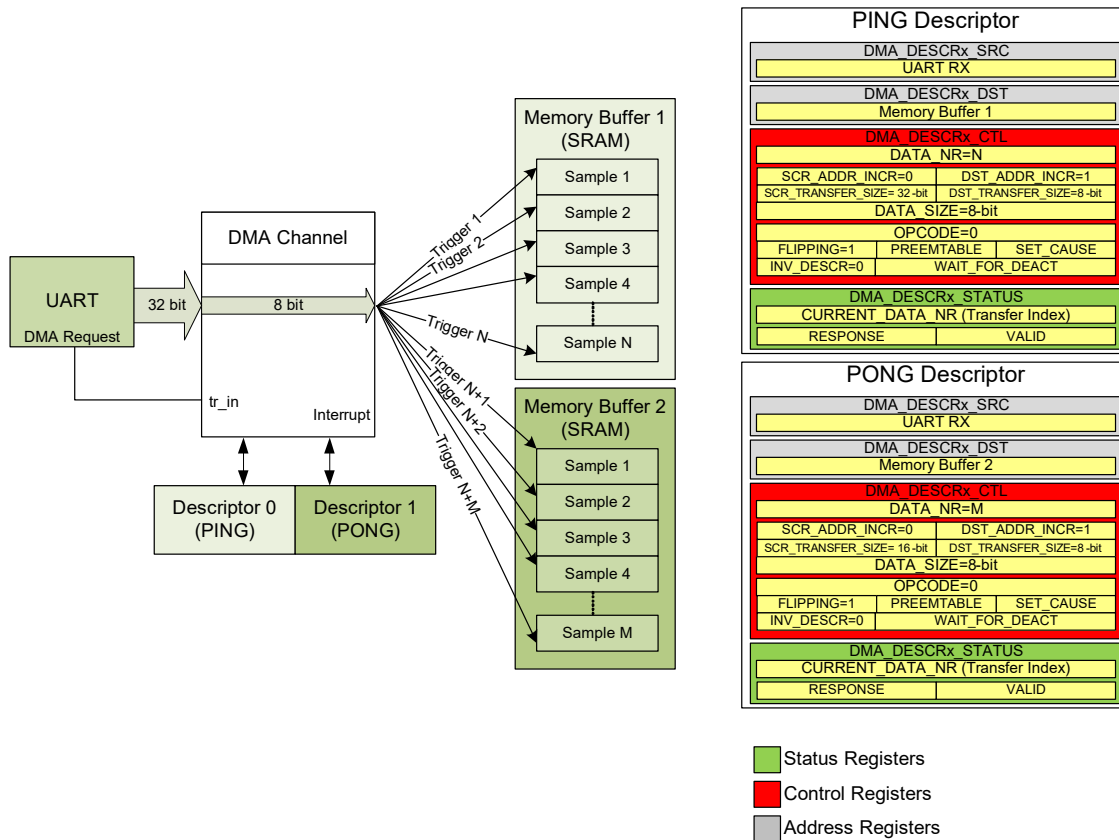 UART
DMA Request
32 bit
DMA Channel
8 bit
tr_in
Interrupt
Descriptor 0
(PING)
Descriptor 1
(PONG)
Trigger 1
Trigger 2
Trigger N
Trigger N+1
Trigger N+2
Trigger N+M
Memory Buffer 1
(SRAM)
Sample 1
Sample 2
Sample 3
Sample 4
Sample N
Memory Buffer 2
(SRAM)
Sample 1
Sample 2
Sample 3
Sample 4
Sample M
PING Descriptor
DMA_DESCRx_SRC
UART RX
DMA_DESCRx_DST
Memory Buffer 1
DMA_DESCRx_CTL
DATA_NR=N
SCR_ADDR_INCR=0 DST_ADDR_INCR=1
SCR_TRANSFER_SIZE= 32-bit DST_TRANSFER_SIZE=8-bit
DATA_SIZE=8-bit
OPCODE=0
FLIPPING=1 PREEMTABLE SET_CAUSE
INV_DESCR=0 WAIT_FOR_DEACT
DMA_DESCRx_STATUS
CURRENT_DATA_NR (Transfer Index)
RESPONSE VALID
PONG Descriptor
DMA_DESCRx_SRC
UART RX
DMA_DESCRx_DST
Memory Buffer 2
DMA_DESCRx_CTL
DATA_NR=M
SCR_ADDR_INCR=0 DST_ADDR_INCR=1
SCR_TRANSFER_SIZE= 16-bit DST_TRANSFER_SIZE=8-bit
DATA_SIZE=8-bit
OPCODE=0
FLIPPING=1 PREEMTABLE SET_CAUSE
INV_DESCR=0 WAIT_FOR_DEACT
DMA_DESCRx_STATUS
CURRENT_DATA_NR (Transfer Index)
RESPONSE VALID
Status Registers
Control Registers
Address Registers